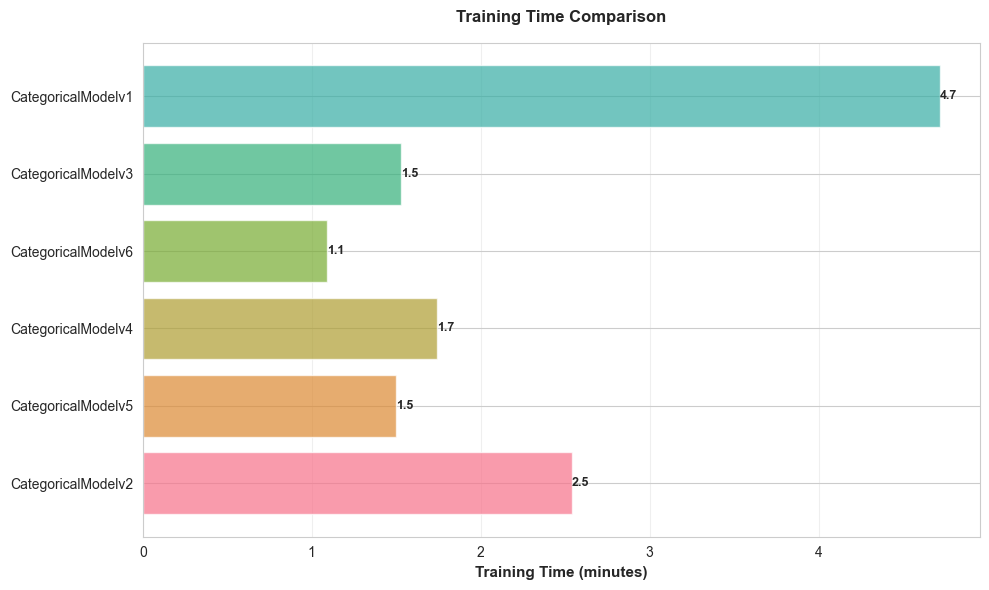 Training Time Comparison
CategoricalModelv1
4.7
CategoricalModelv3
1.5
CategoricalModelv6
1.1
CategoricalModelv4
1.7
CategoricalModelv5
1.5
CategoricalModelv2
2.5
0 1 2 3 4
Training Time (minutes)